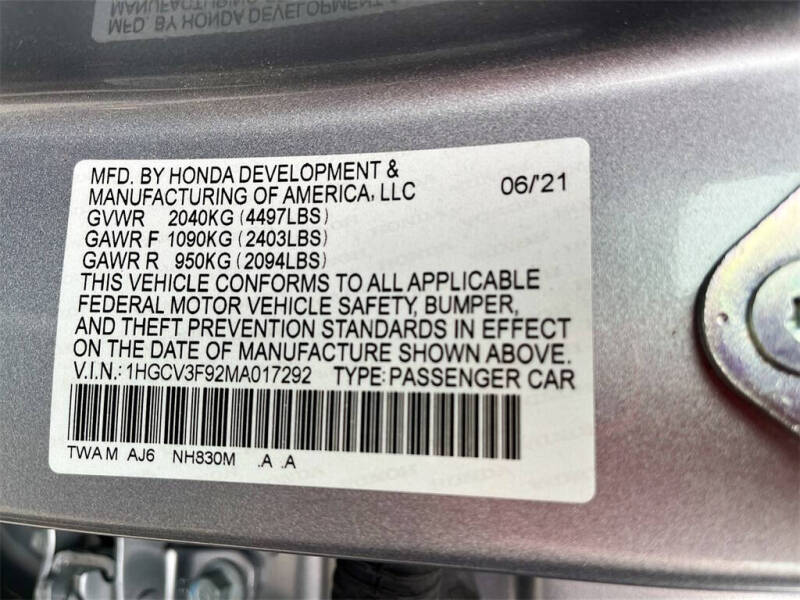 MFD. BY HONDA DEVELOPMENT &
MANUFACTURING OF AMERICA, LLC 06/'21
GVWR 2040KG (4497LBS)
GAWR F 1090KG (2403LBS)
GAWR R 950KG (2094LBS)
THIS VEHICLE CONFORMS TO ALL APPLICABLE
FEDERAL MOTOR VEHICLE SAFETY, BUMPER,
AND THEFT PREVENTION STANDARDS IN EFFECT
ON THE DATE OF MANUFACTURE SHOWN ABOVE.
V.I.N.: 1HGCV3F92MA017292 TYPE: PASSENGER CAR
TWA M AJ6 NH830M .A .A